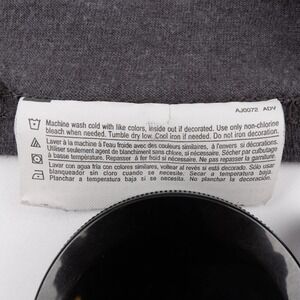 AJ0072 ADV
Machine wash cold with like colors, inside out if decorated. Use only non-chlorine
bleach when needed. Tumble dry low. Cool iron if needed. Do not iron decoration.
Laver à la machine à l'eau froide avec des couleurs similaires, à l'envers si décorations.
Utiliser seulement agent de blanchiment sans chlore, si nécessaire. Sécher par culbutage
à basse température. Repasser à fer froid si nécessaire. Ne pas repasser la garniture.
Lavar con agua fría con colores similares, al revés si está decorado. Sólo use
blanqueador sin cloro cuando se necesite. Secar a temperatura baja.
Planchar a temperatura baja si se necesita. No planchar la decoración.